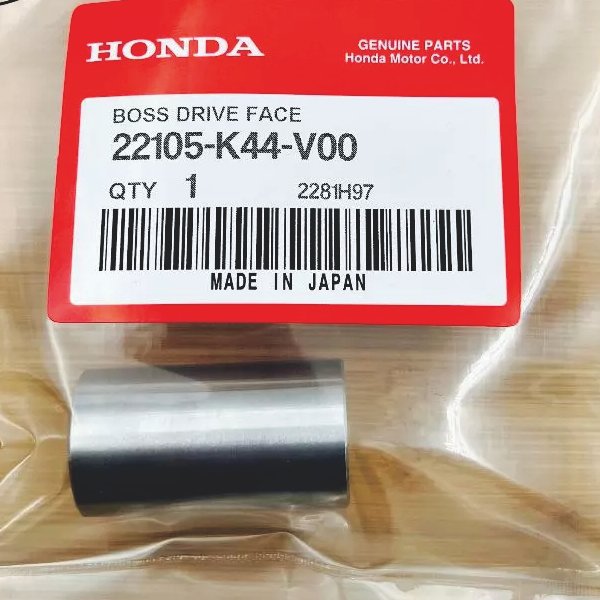 HONDA
GENUINE PARTS
Honda Motor Co., Ltd.
BOSS DRIVE FACE
22105-K44-V00
QTY 1 2281H97
MADE IN JAPAN